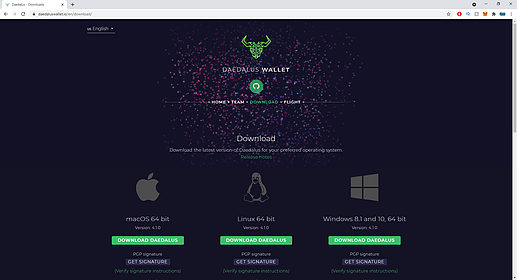 Daedalus - Downloads
daedaluswallet.io/en/download/
us English
DAEDALUS WALLET
HOME • TEAM • DOWNLOAD • FLIGHT
Download
Download the latest version of Daedalus for your preferred operating system.
Release notes
macOS 64 bit
Linux 64 bit
Windows 8.1 and 10, 64 bit
Version: 4.1.0
Version: 4.1.0
Version: 4.1.0
DOWNLOAD DAEDALUS
DOWNLOAD DAEDALUS
DOWNLOAD DAEDALUS
PGP signature
PGP signature
PGP signature
GET SIGNATURE
GET SIGNATURE
GET SIGNATURE
(Verify signature instructions)
(Verify signature instructions)
(Verify signature instructions)